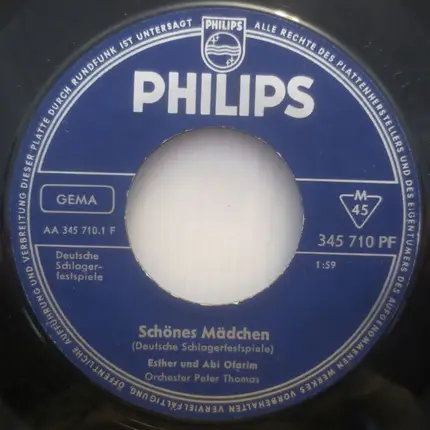 ALLE RECHTE DES PLATTENHERSTELLERS UND DES EIGENTUMERS DES AUFGENOMMENEN WERKES VORBEHALTEN VERVIELFÄLTIGUNG, ÖFFENTLICHE AUFFÜHRUNG UND VERBREITUNG DIESER PLATTE DURCH RUNDFUNK IST UNTERSAGT
PHILIPS
PHILIPS
GEMA
M
45
AA 345 710.1 F
345 710 PF
Deutsche
Schlager-
festspiele
1:59
Schönes Mädchen
(Deutsche Schlagerfestspiele)
Esther und Abi Ofarim
Orchester Peter Thomas